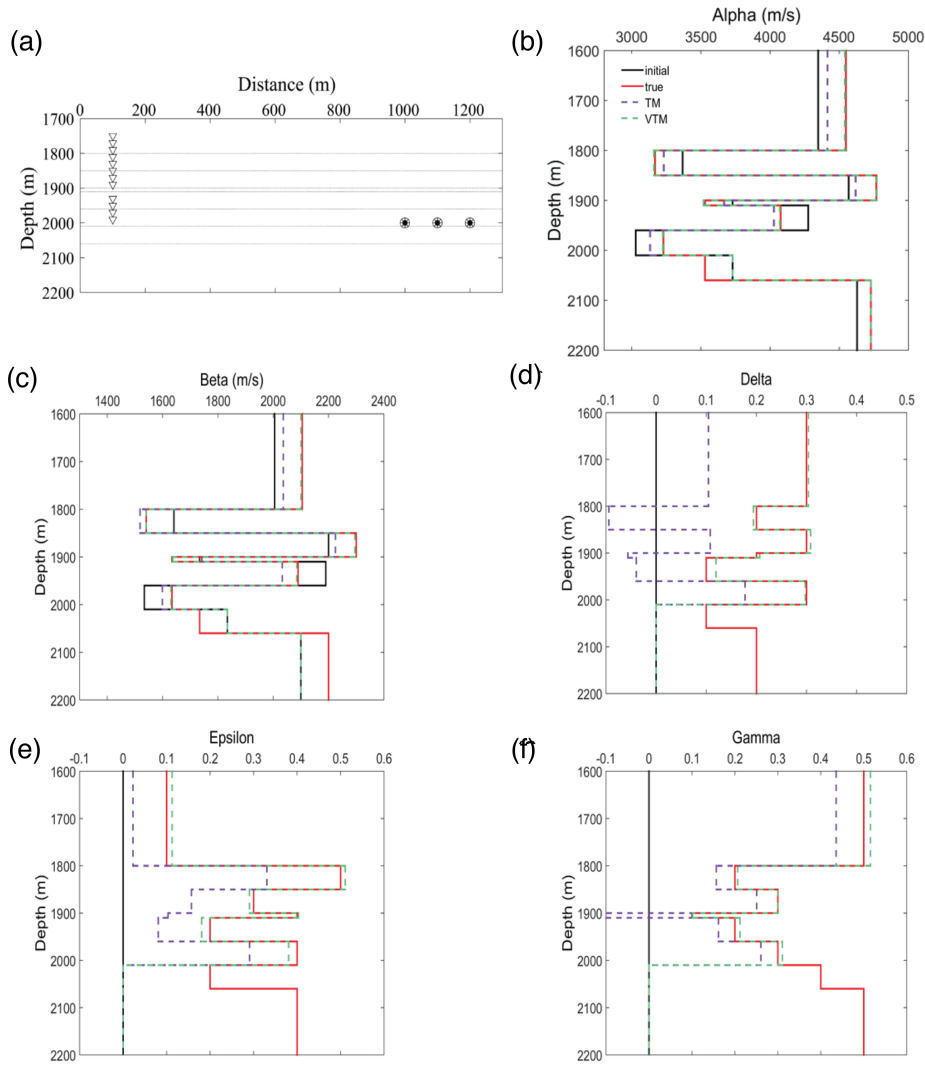 (a)
Distance (m)
0 200 400 600 800 1000 1200
Depth (m)
1700
1800
1900
2000
2100
2200
(b)
Alpha (m/s)
3000 3500 4000 4500 5000
Depth (m)
1600
1700
1800
1900
2000
2100
2200
initial
true
TM
VTM
(c)
Beta (m/s)
1400 1600 1800 2000 2200 2400
Depth (m)
1600
1700
1800
1900
2000
2100
2200
(d)
Delta
-0.1 0 0.1 0.2 0.3 0.4 0.5
Depth (m)
1600
1700
1800
1900
2000
2100
2200
(e)
Epsilon
-0.1 0 0.1 0.2 0.3 0.4 0.5 0.6
Depth (m)
1600
1700
1800
1900
2000
2100
2200
(f)
Gamma
-0.1 0 0.1 0.2 0.3 0.4 0.5 0.6
Depth (m)
1600
1700
1800
1900
2000
2100
2200